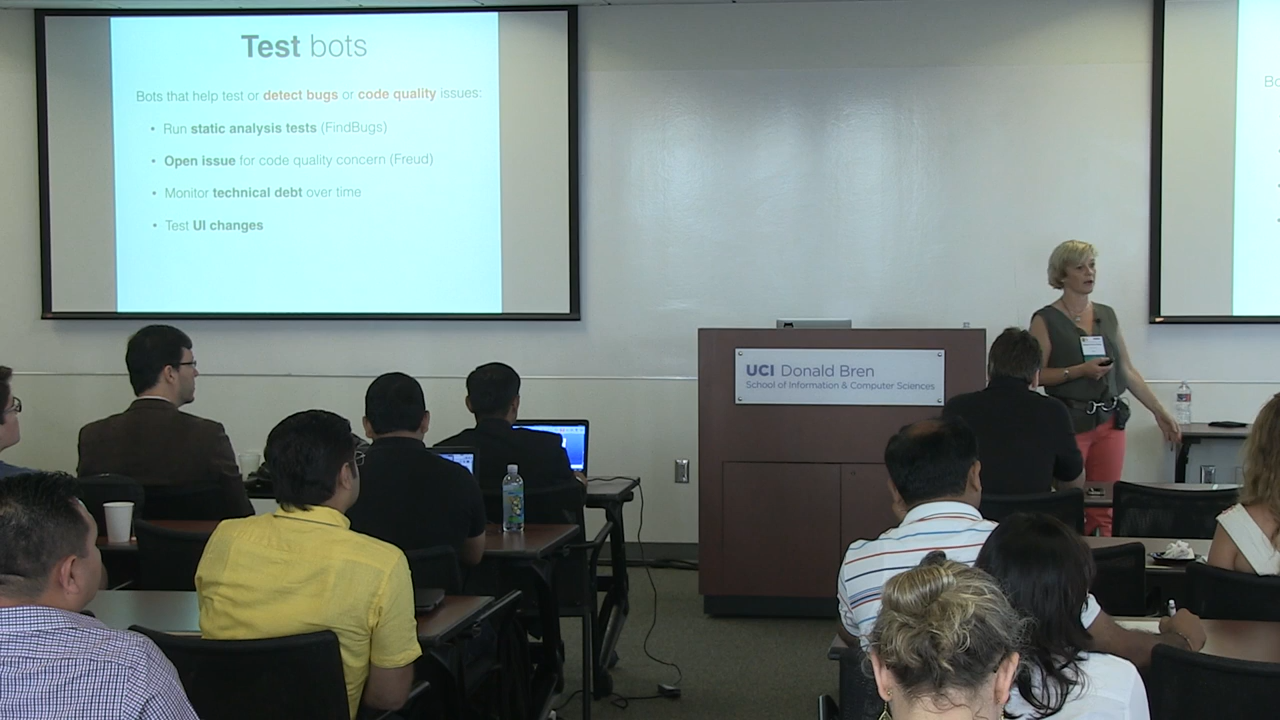 Test bots
Bots that help test or detect bugs or code quality issues:
• Run static analysis tests (FindBugs)
• Open issue for code quality concern (Freud)
• Monitor technical debt over time
• Test UI changes
UCI Donald Bren
School of Information & Computer Sciences